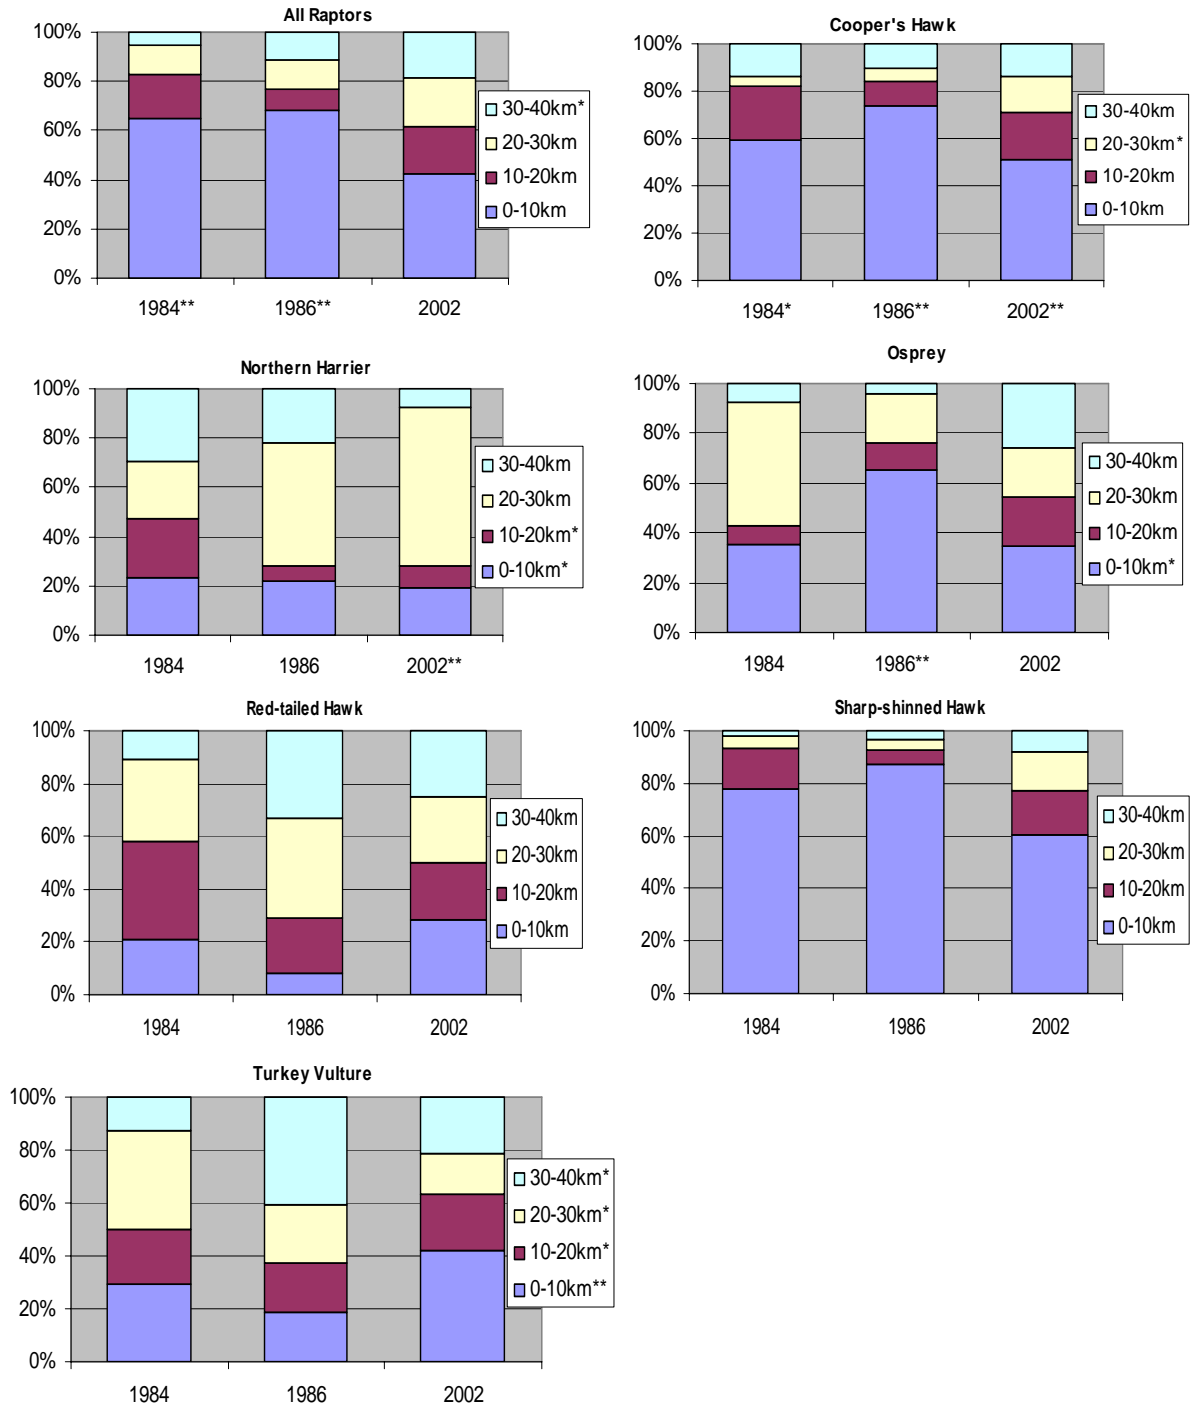 All Raptors
100%
80%
60%
40%
20%
0%
30-40km*
20-30km
10-20km
0-10km
1984**
1986**
2002
Cooper's Hawk
100%
80%
60%
40%
20%
0%
30-40km
20-30km*
10-20km
0-10km
1984*
1986**
2002**
Northern Harrier
100%
80%
60%
40%
20%
0%
30-40km
20-30km
10-20km*
0-10km*
1984
1986
2002**
Osprey
100%
80%
60%
40%
20%
0%
30-40km
20-30km
10-20km
0-10km*
1984
1986**
2002
Red-tailed Hawk
100%
80%
60%
40%
20%
0%
30-40km
20-30km
10-20km
0-10km
1984
1986
2002
Sharp-shinned Hawk
100%
80%
60%
40%
20%
0%
30-40km
20-30km
10-20km
0-10km
1984
1986
2002
Turkey Vulture
100%
80%
60%
40%
20%
0%
30-40km*
20-30km*
10-20km*
0-10km**
1984
1986
2002